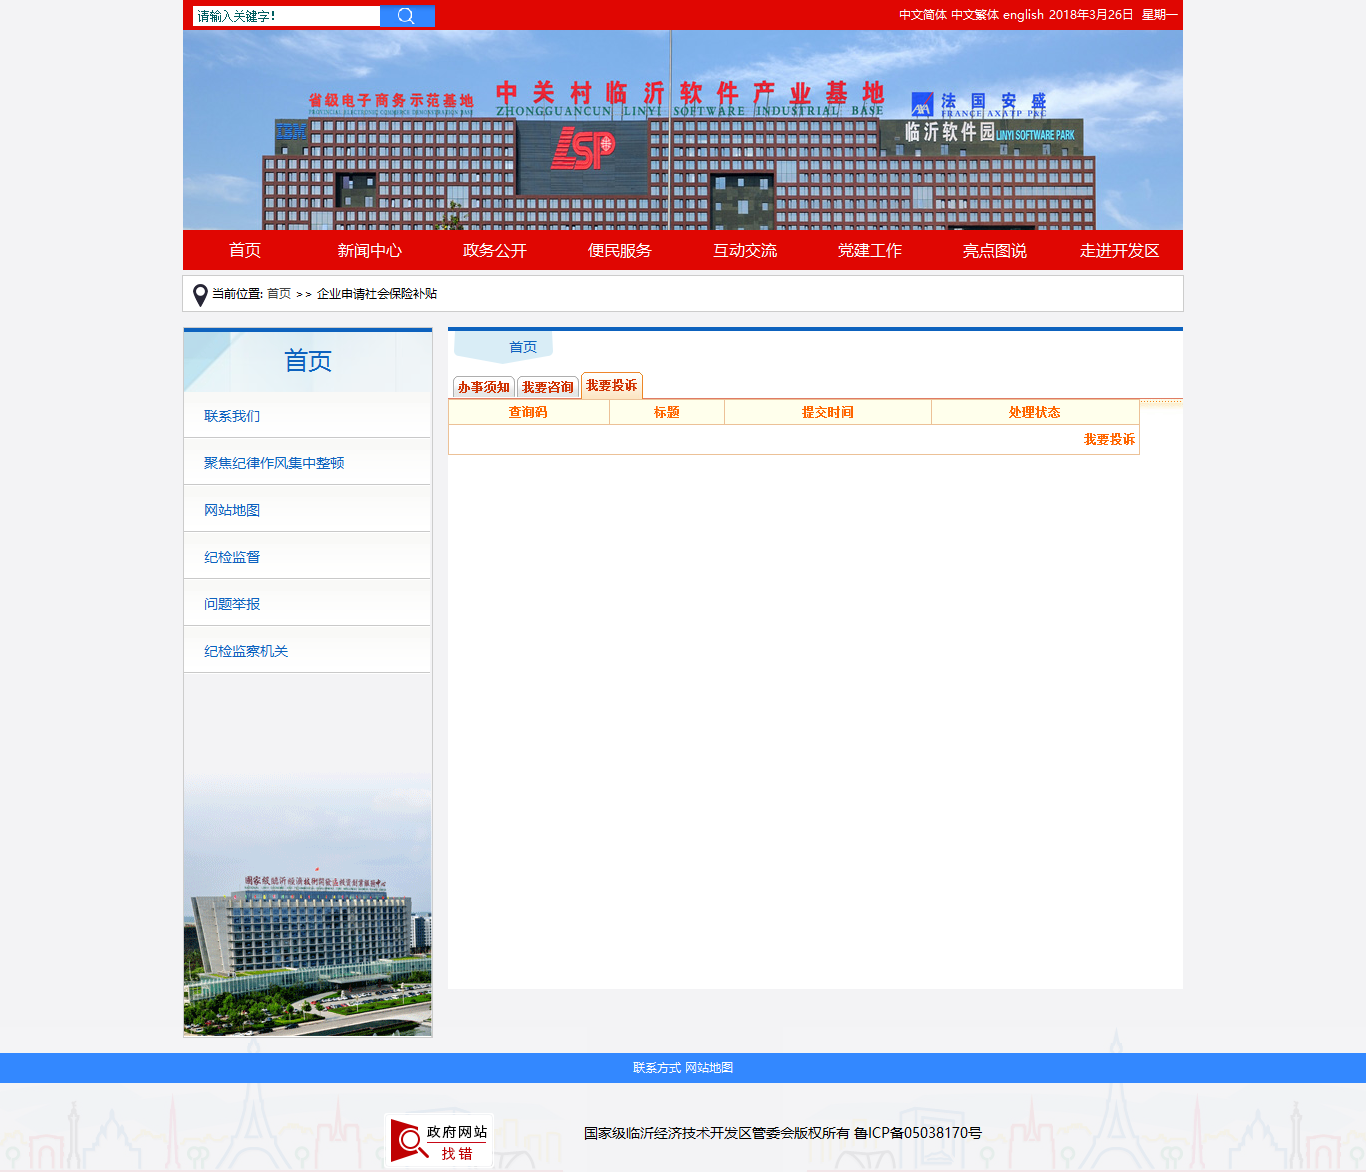 请输入关键字!
中文简体 中文繁体 english 2018年3月26日 星期一
省级电子商务示范基地
PROVINCIAL ELECTRONIC COMMERCE DEMONSTRATION BASE
中关村临沂软件产业基地
ZHONGGUANCUN LINYI SOFTWARE INDUSTRIAL BASE
法国安盛
FRANCE AXATP PSC
AXA
临沂软件园 LINYI SOFTWARE PARK
LSP
首页 新闻中心 政务公开 便民服务 互动交流 党建工作 亮点图说 走进开发区
当前位置: 首页 >> 企业申请社会保险补贴
首页
联系我们
聚焦纪律作风集中整顿
网站地图
纪检监督
问题举报
纪检监察机关
首页
办事须知 我要咨询 我要投诉
查询码 标题 提交时间 处理状态
我要投诉
联系方式 网站地图
政府网站
找错
国家级临沂经济技术开发区管委会版权所有 鲁ICP备05038170号